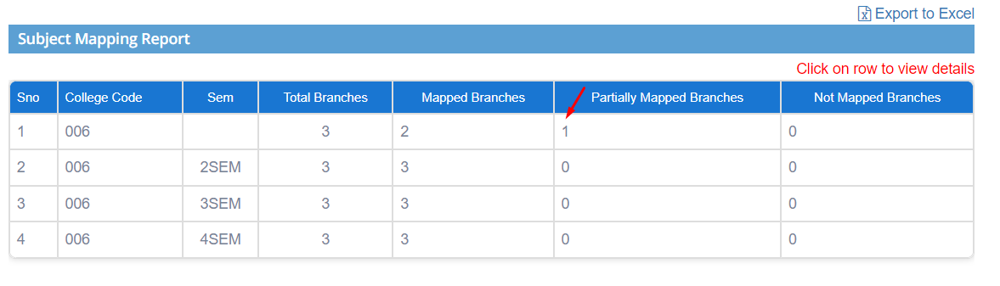 Export to Excel
Subject Mapping Report
Click on row to view details
Sno College Code Sem Total Branches Mapped Branches Partially Mapped Branches Not Mapped Branches
1 006 3 2 1 0
2 006 2SEM 3 3 0 0
3 006 3SEM 3 3 0 0
4 006 4SEM 3 3 0 0